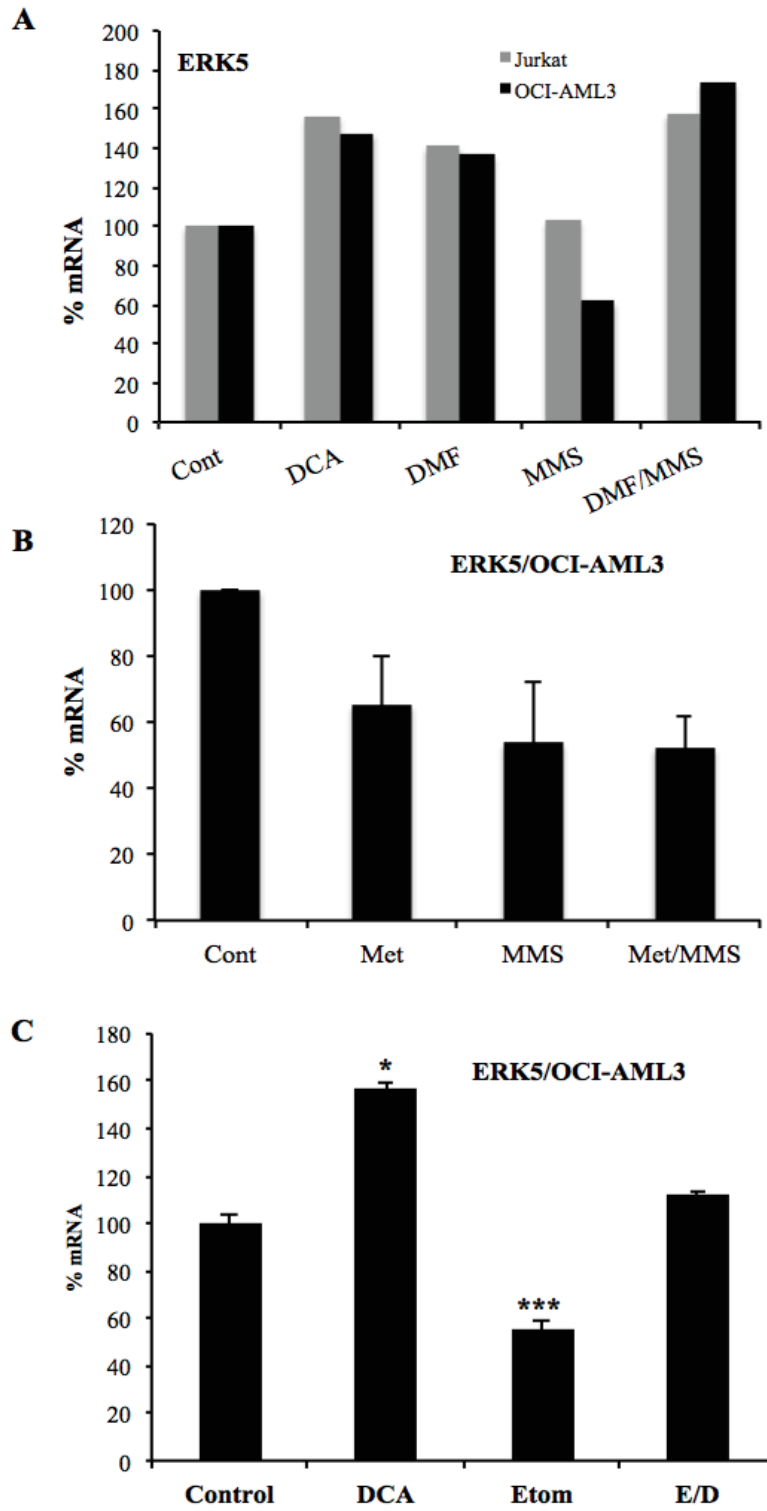 A
200
180
160
140
120
100
80
60
40
20
0
% mRNA
ERK5
Jurkat
OCI-AML3
Cont
DCA
DMF
MMS
DMF/MMS
B
120
100
80
60
40
20
0
% mRNA
ERK5/OCI-AML3
Cont
Met
MMS
Met/MMS
C
180
160
140
120
100
80
60
40
20
0
% mRNA
ERK5/OCI-AML3
*
***
Control
DCA
Etom
E/D